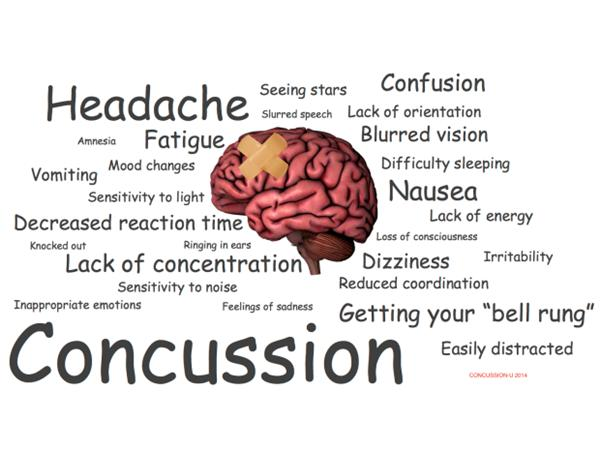 Seeing stars
Confusion
Headache
Slurred speech
Lack of orientation
Amnesia
Fatigue
Blurred vision
Vomiting
Mood changes
Difficulty sleeping
Sensitivity to light
Nausea
Decreased reaction time
Lack of energy
Knocked out
Ringing in ears
Loss of consciousness
Lack of concentration
Dizziness
Irritability
Sensitivity to noise
Reduced coordination
Inappropriate emotions
Feelings of sadness
Getting your “bell rung”
Concussion
Easily distracted
CONCUSSION-U 2014